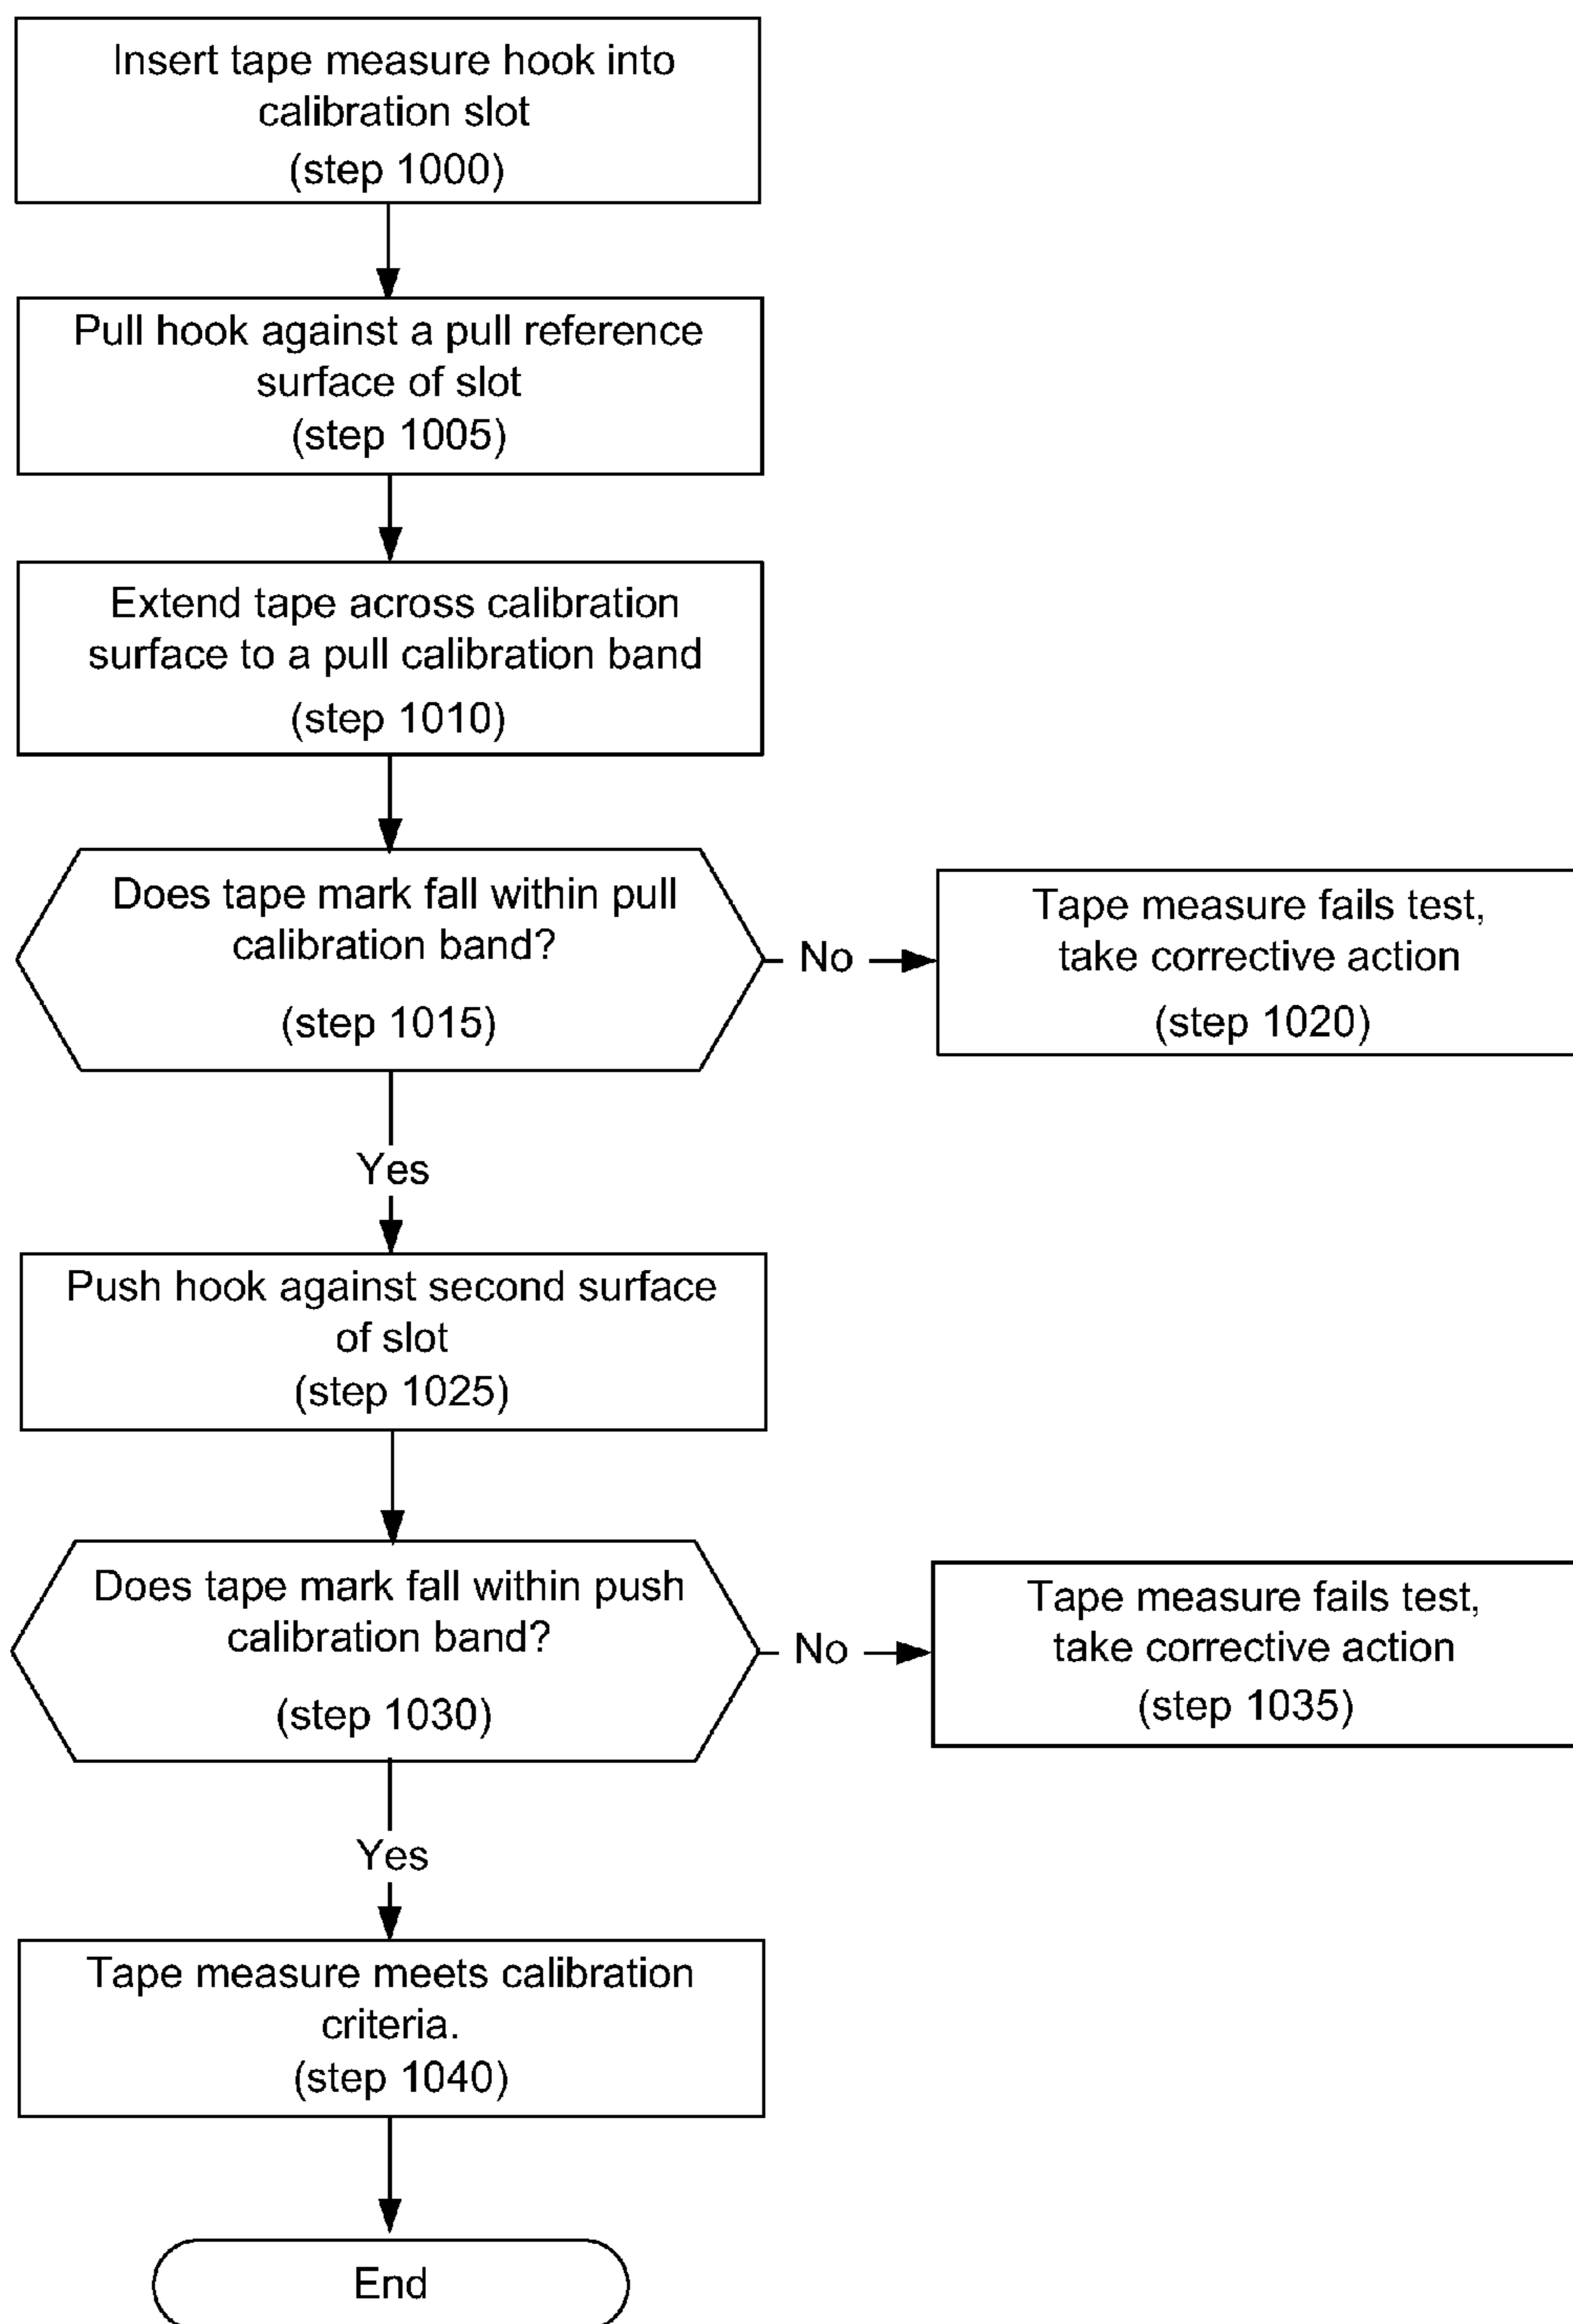 Insert tape measure hook into
calibration slot
(step 1000)
Pull hook against a pull reference
surface of slot
(step 1005)
Extend tape across calibration
surface to a pull calibration band
(step 1010)
Does tape mark fall within pull
calibration band?
(step 1015)
No
Tape measure fails test,
take corrective action
(step 1020)
Yes
Push hook against second surface
of slot
(step 1025)
Does tape mark fall within push
calibration band?
(step 1030)
No
Tape measure fails test,
take corrective action
(step 1035)
Yes
Tape measure meets calibration
criteria.
(step 1040)
End